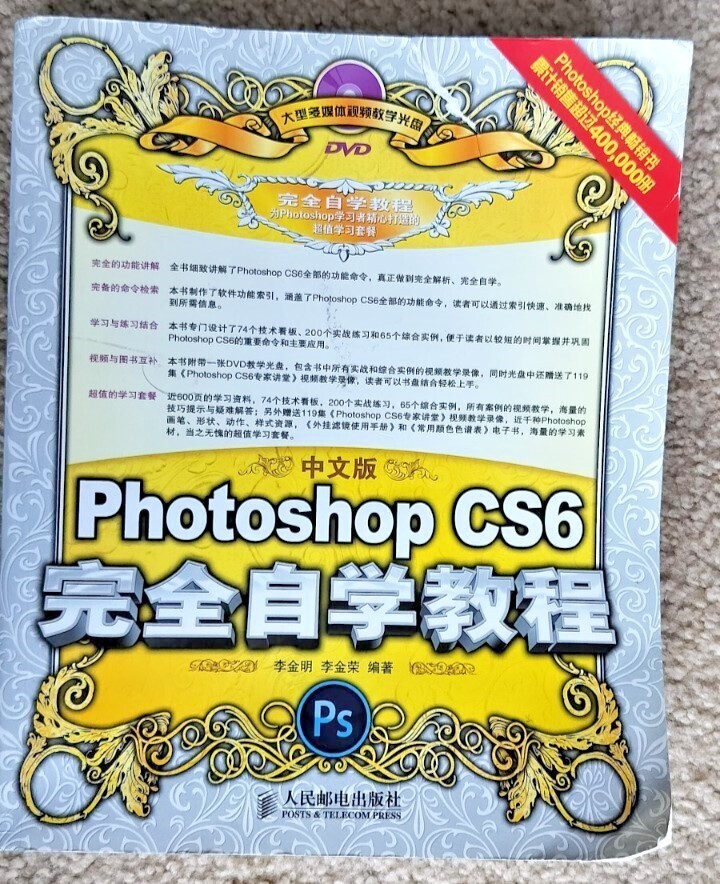 Photoshop经典畅销书
累计销量超过400,000册
大型多媒体视频教学光盘
DVD
完全自学教程
为Photoshop学习者精心打造的
超值学习套餐
完全的功能讲解 全书细致讲解了Photoshop CS6全部的功能命令，真正做到完全解析、完全自学。
完备的命令检索 本书制作了软件功能索引，涵盖了Photoshop CS6全部的功能命令，读者可以通过索引快速、准确地找
到所需信息。
学习与练习结合 本书专门设计了74个技术看板、200个实战练习和65个综合实例，便于读者以较短的时间掌握并巩固
Photoshop CS6的重要命令和主要应用。
视频与图书互补 本书附带一张DVD教学光盘，包含书中所有实战和综合实例的视频教学录像，同时光盘中还赠送了119
集《Photoshop CS6专家讲堂》视频教学录像，读者可以书盘结合轻松上手。
超值的学习套餐 近600页的学习资料，74个技术看板，200个实战练习，65个综合实例，所有案例的视频教学，海量的
技巧提示与疑难解答；另外赠送119集《Photoshop CS6专家讲堂》视频教学录像，近千种Photoshop
画笔、形状、动作、样式资源，《外挂滤镜使用手册》和《常用颜色色谱表》电子书，海量的学习素
材，当之无愧的超值学习套餐。
中文版
Photoshop CS6
完全自学教程
李金明 李金荣 编著
Ps
人民邮电出版社
POSTS & TELECOM PRESS